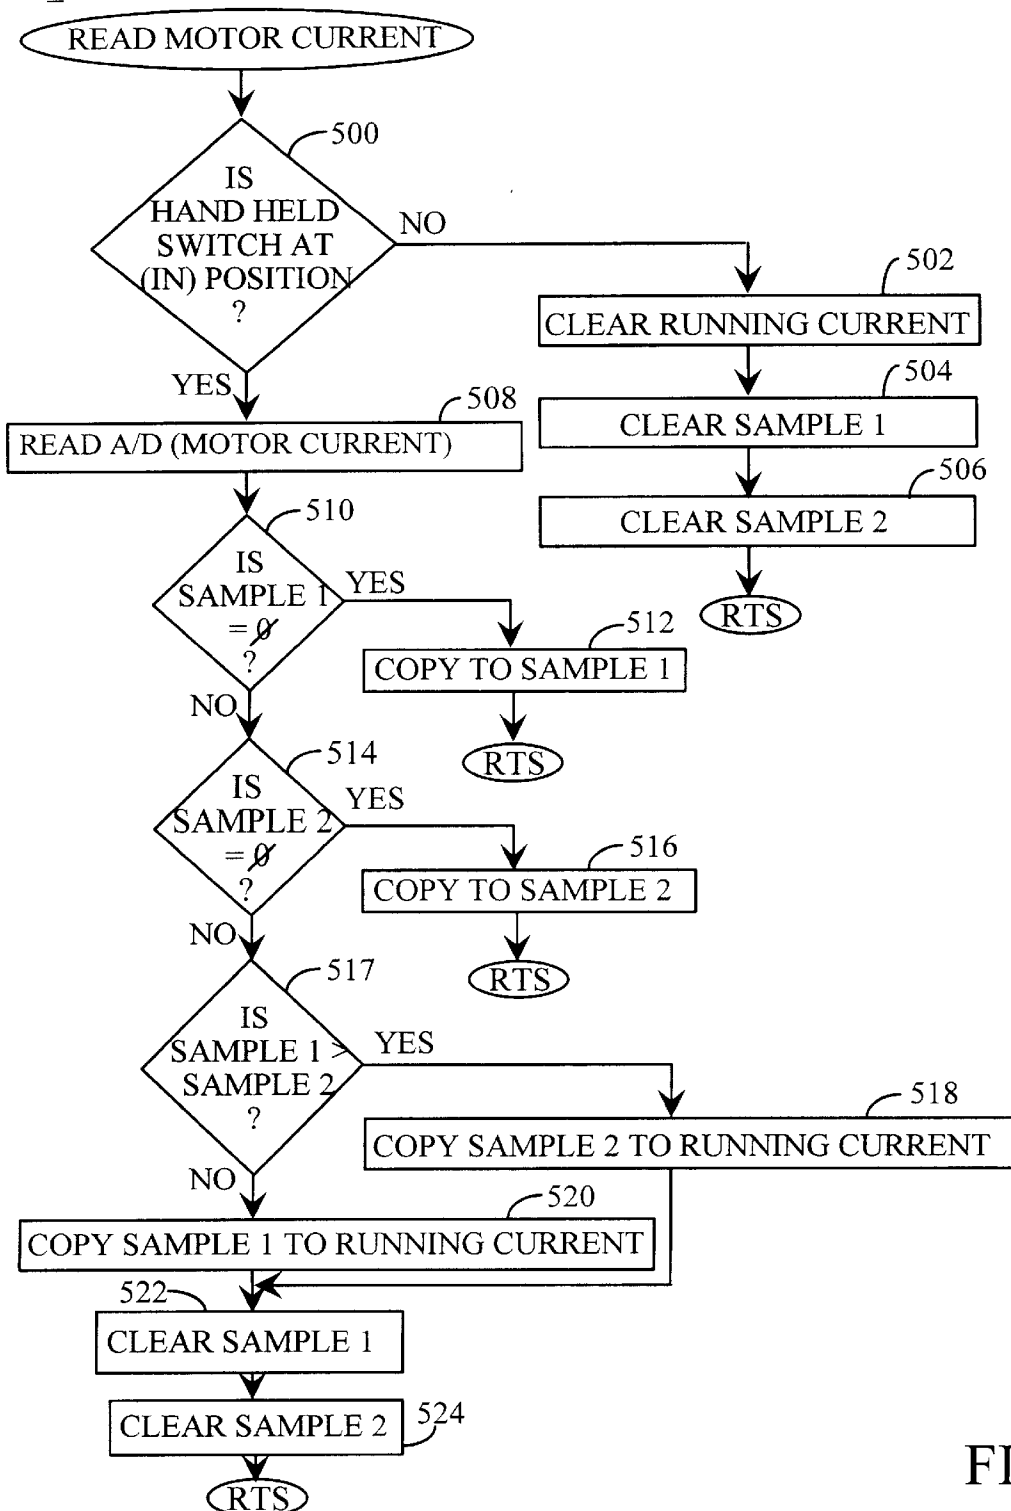 READ MOTOR CURRENT
500
IS
HAND HELD
SWITCH AT
(IN) POSITION
?
NO
YES
502
CLEAR RUNNING CURRENT
504
CLEAR SAMPLE 1
506
CLEAR SAMPLE 2
RTS
508
READ A/D (MOTOR CURRENT)
510
IS
SAMPLE 1
= 0̸
?
YES
NO
512
COPY TO SAMPLE 1
RTS
514
IS
SAMPLE 2
= 0̸
?
YES
NO
516
COPY TO SAMPLE 2
RTS
517
IS
SAMPLE 1 >
SAMPLE 2
?
YES
NO
518
COPY SAMPLE 2 TO RUNNING CURRENT
520
COPY SAMPLE 1 TO RUNNING CURRENT
522
CLEAR SAMPLE 1
CLEAR SAMPLE 2
524
RTS